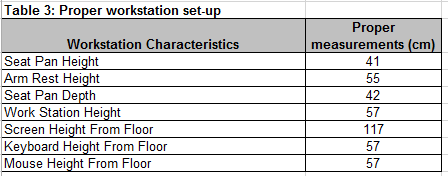 Table 3: Proper workstation set-up
Workstation Characteristics Proper measurements (cm)
Seat Pan Height 41
Arm Rest Height 55
Seat Pan Depth 42
Work Station Height 57
Screen Height From Floor 117
Keyboard Height From Floor 57
Mouse Height From Floor 57